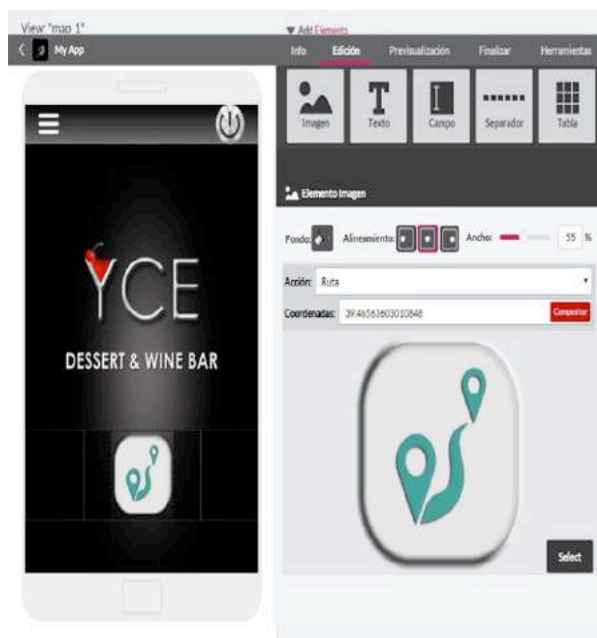 View: "map 1"
Add Elements
My App
Info Edición Previsualización Finalizar Herramientas
Imagen Texto Campo Separador Tabla
Elemento Imagen
Fondo: Alineamiento: Ancho: 55 %
Acción: Ruta
Coordenadas: 39.46563603010848 Compositor
YCE
DESSERT & WINE BAR
Select